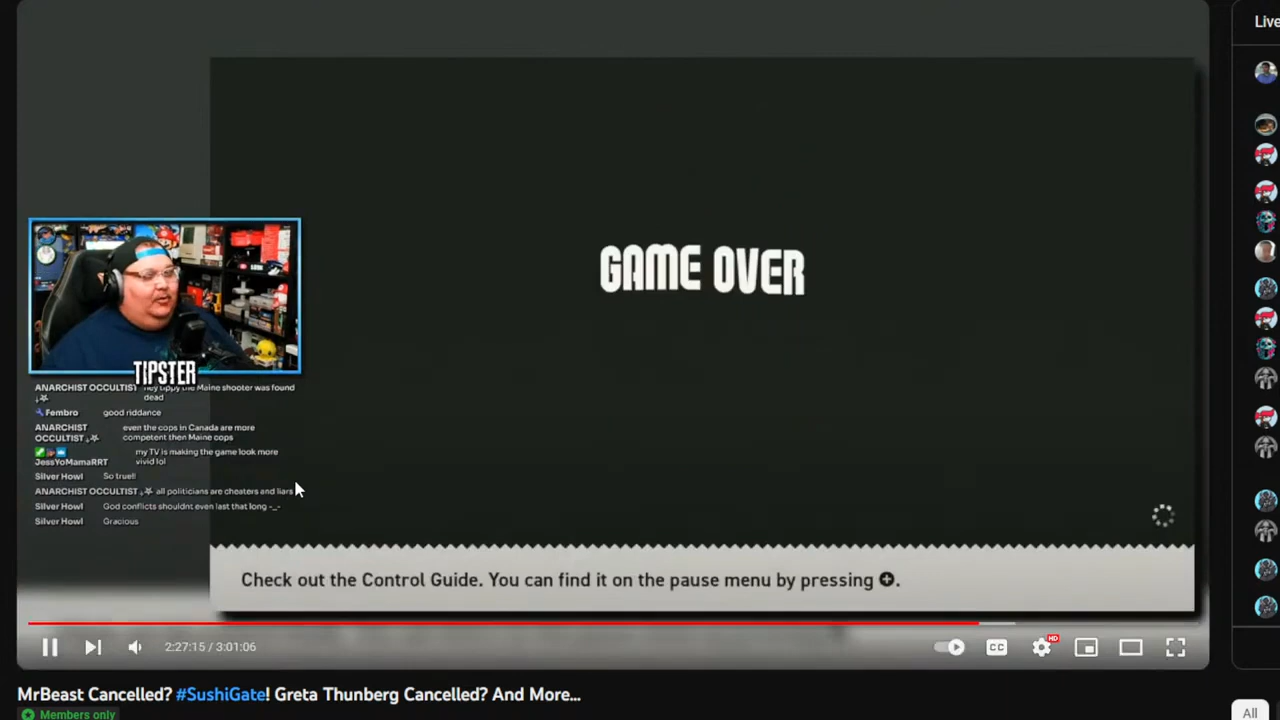 Live
GAME OVER
TIPSTER
ANARCHIST OCCULTIST hey tippy the Maine shooter was found
dead
Fembro good riddance
ANARCHIST even the cops in Canada are more
OCCULTIST competent then Maine cops
my TV is making the game look more
JessYoMamaRRT vivid lol
Silver Howl So true!!
ANARCHIST OCCULTIST all politicians are cheaters and liars
Silver Howl God conflicts shouldnt even last that long -_-
Silver Howl Gracious
Check out the Control Guide. You can find it on the pause menu by pressing +.
2:27:15 / 3:01:06
CC
HD
MrBeast Cancelled? #SushiGate! Greta Thunberg Cancelled? And More...
Members only
All